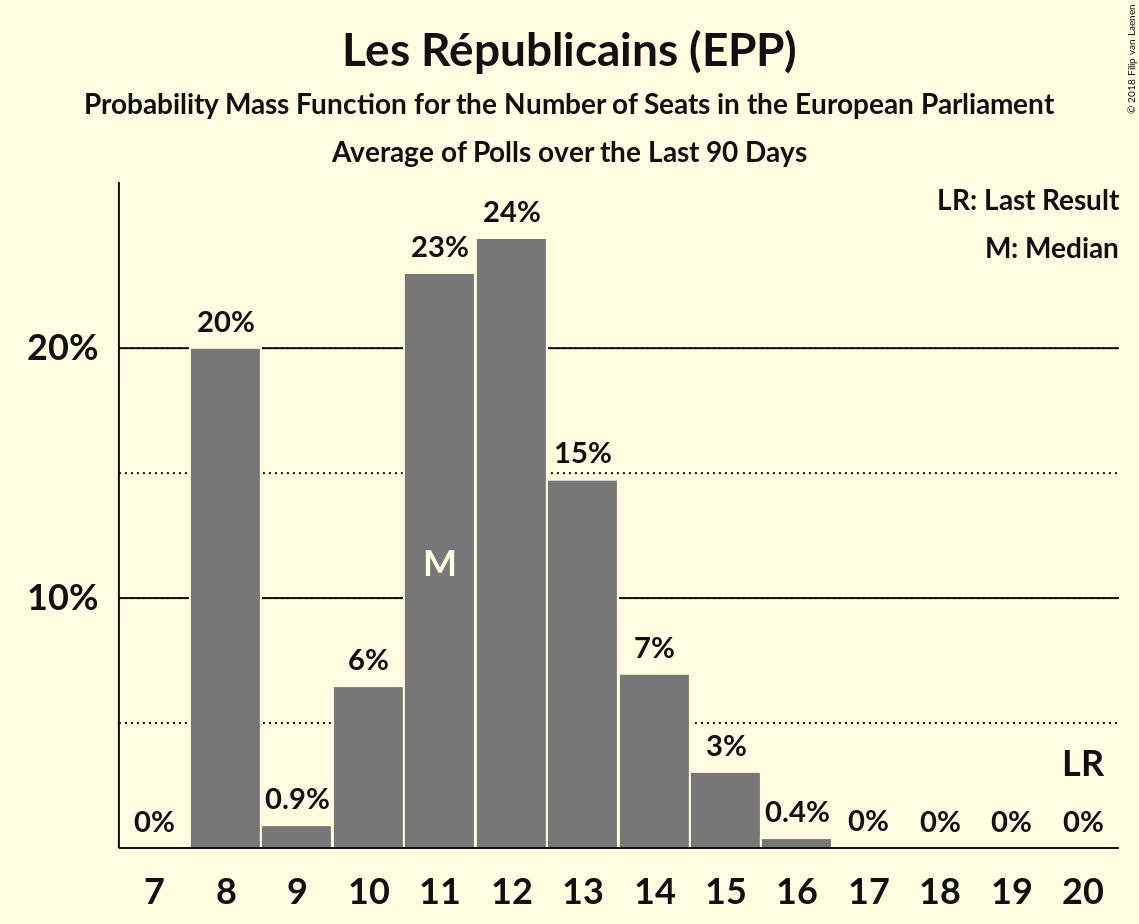 Les Républicains (EPP)
Probability Mass Function for the Number of Seats in the European Parliament
Average of Polls over the Last 90 Days
© 2018 Filip van Laenen
LR: Last Result
M: Median
24%
23%
20%
20%
15%
M
10%
7%
6%
3%
LR
0.9%
0.4%
0%
0%
0%
0%
0%
7 8 9 10 11 12 13 14 15 16 17 18 19 20